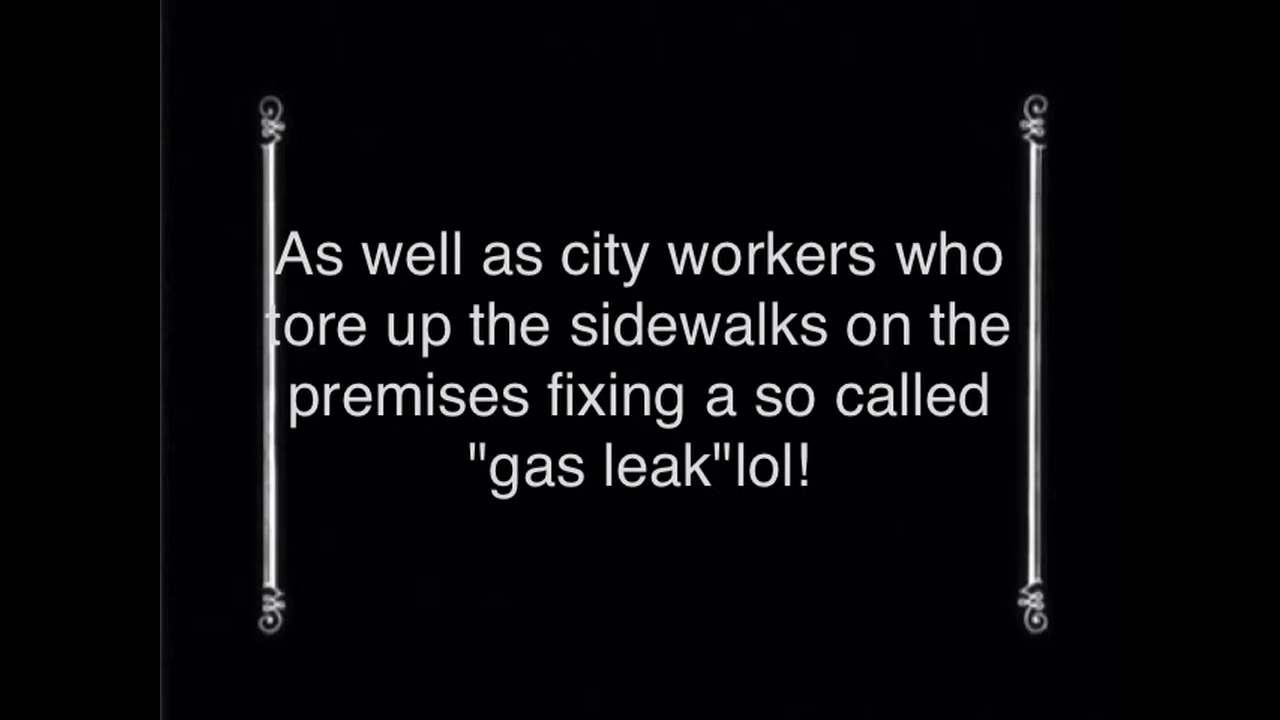 As well as city workers who
tore up the sidewalks on the
premises fixing a so called
"gas leak"lol!